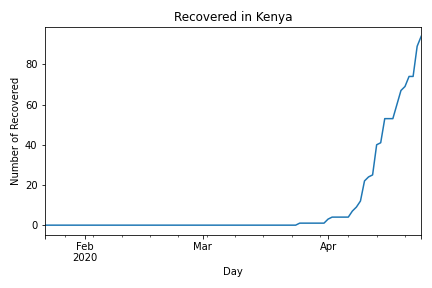 Recovered in Kenya
Number of Recovered
80
60
40
20
0
Feb
2020
Mar
Apr
Day